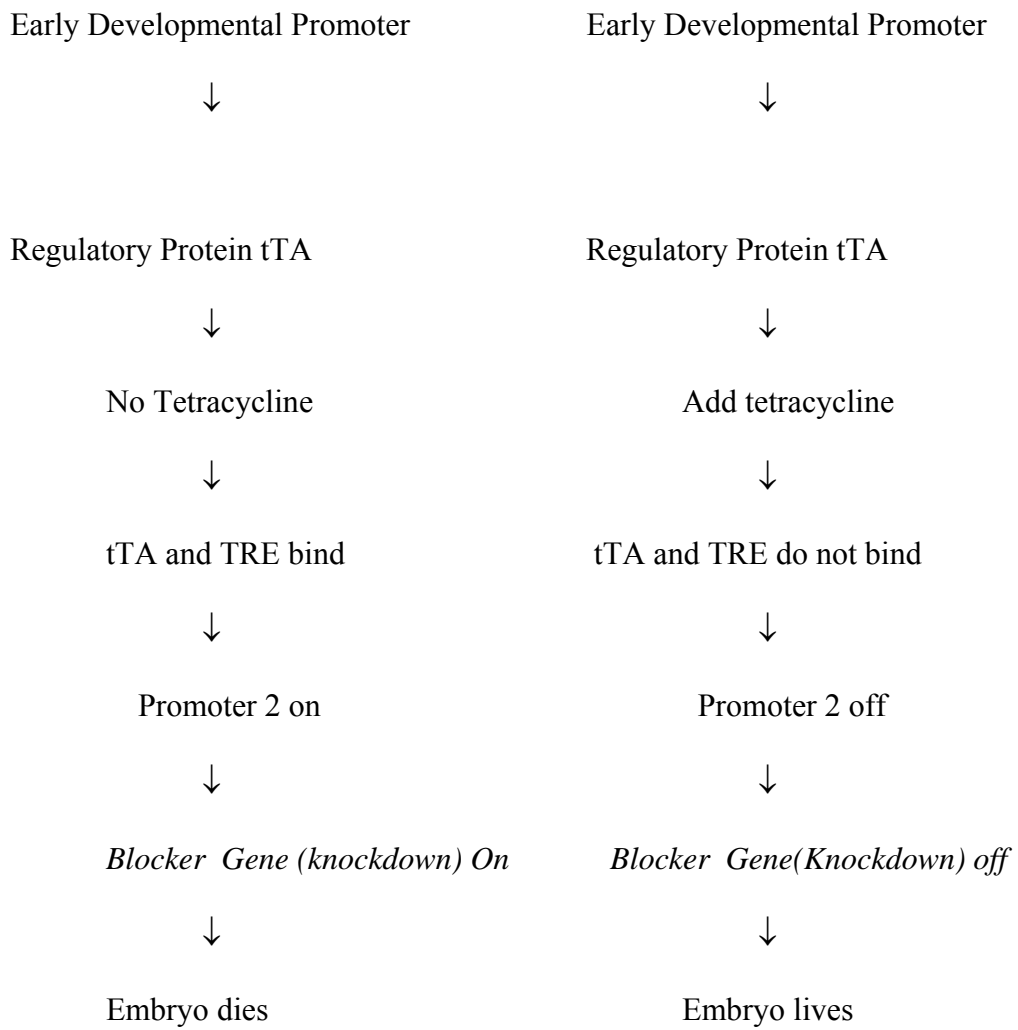 Early Developmental Promoter Early Developmental Promoter
↓ ↓
Regulatory Protein tTA Regulatory Protein tTA
↓ ↓
No Tetracycline Add tetracycline
↓ ↓
tTA and TRE bind tTA and TRE do not bind
↓ ↓
Promoter 2 on Promoter 2 off
↓ ↓
Blocker Gene (knockdown) On Blocker Gene(Knockdown) off
↓ ↓
Embryo dies Embryo lives